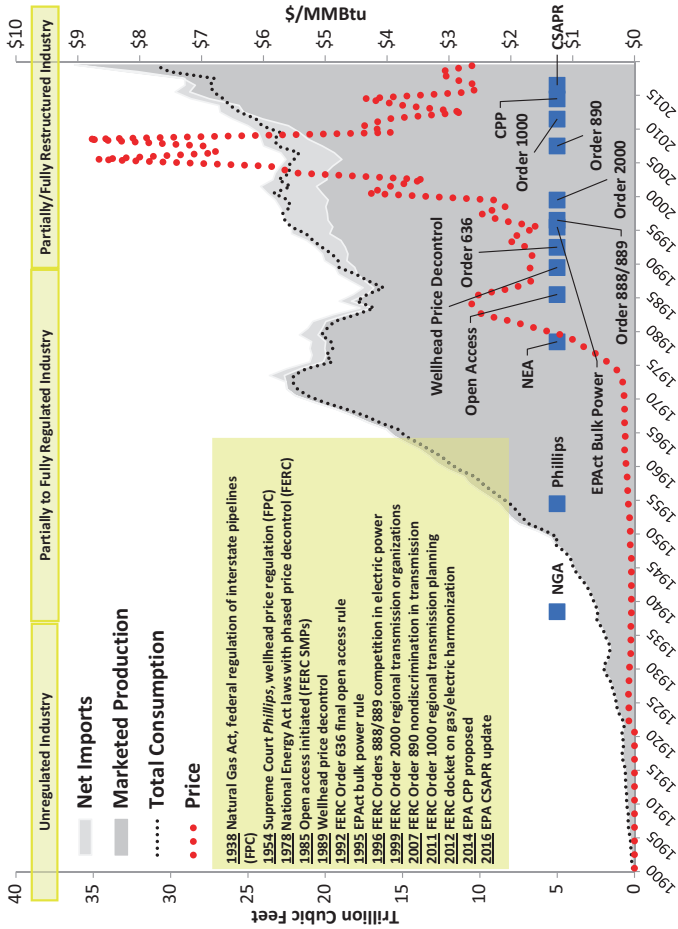 Unregulated Industry
Partially to Fully Regulated Industry
Partially/Fully Restructured Industry
Trillion Cubic Feet
40
35
30
25
20
15
10
5
0
$/MMBtu
$10
$9
$8
$7
$6
$5
$4
$3
$2
$1
$0
Net Imports
Marketed Production
Total Consumption
Price
1938 Natural Gas Act, federal regulation of interstate pipelines
(FPC)
1954 Supreme Court Phillips, wellhead price regulation (FPC)
1978 National Energy Act laws with phased price decontrol (FERC)
1985 Open access initiated (FERC SMPs)
1989 Wellhead price decontrol
1992 FERC Order 636 final open access rule
1995 EPAct bulk power rule
1996 FERC Orders 888/889 competition in electric power
1999 FERC Order 2000 regional transmission organizations
2007 FERC Order 890 nondiscrimination in transmission
2011 FERC Order 1000 regional transmission planning
2012 FERC docket on gas/electric harmonization
2014 EPA CPP proposed
2016 EPA CSAPR update
NGA
Phillips
NEA
Open Access
Wellhead Price Decontrol
Order 636
EPAct Bulk Power
Order 888/889
Order 2000
Order 890
Order 1000
CPP
CSAPR
1900
1905
1910
1915
1920
1925
1930
1935
1940
1945
1950
1955
1960
1965
1970
1975
1980
1985
1990
1995
2000
2005
2010
2015